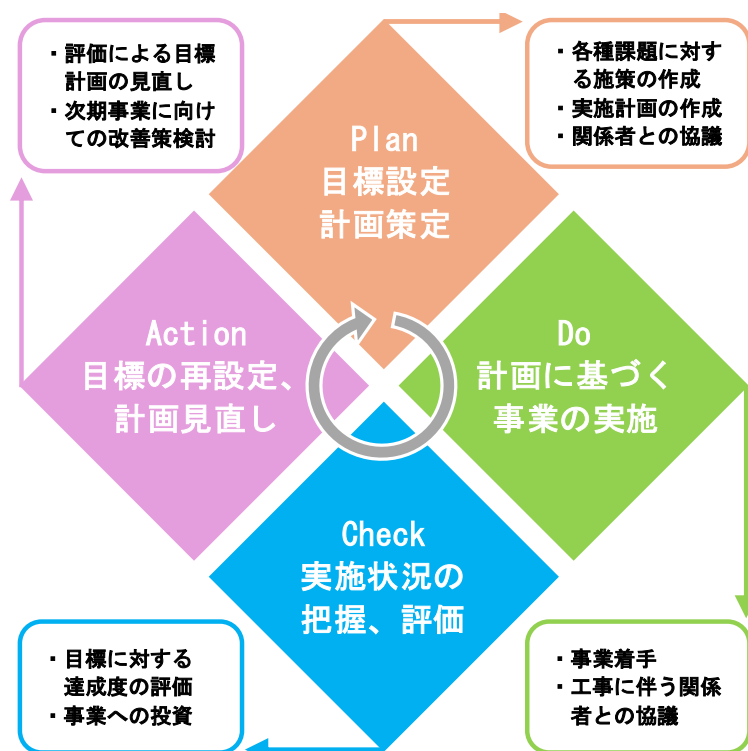 ・評価による目標
計画の見直し
・次期事業に向け
ての改善策検討
・各種課題に対す
る施策の作成
・実施計画の作成
・関係者との協議
Plan
目標設定
計画策定
Action
目標の再設定、
計画見直し
Do
計画に基づく
事業の実施
Check
実施状況の
把握、評価
・目標に対する
達成度の評価
・事業への投資
・事業着手
・工事に伴う関係
者との協議